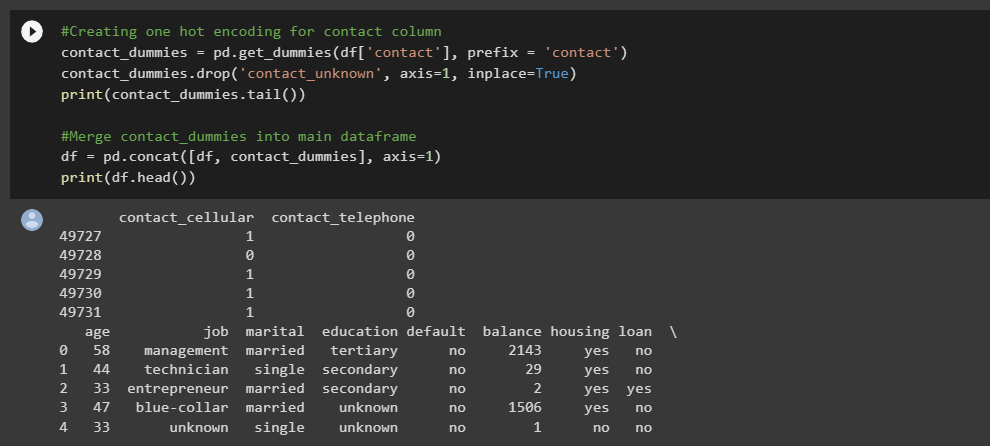 #Creating one hot encoding for contact column
contact_dummies = pd.get_dummies(df['contact'], prefix = 'contact')
contact_dummies.drop('contact_unknown', axis=1, inplace=True)
print(contact_dummies.tail())
#Merge contact_dummies into main dataframe
df = pd.concat([df, contact_dummies], axis=1)
print(df.head())
contact_cellular contact_telephone
49727 1 0
49728 0 0
49729 1 0
49730 1 0
49731 1 0
age job marital education default balance housing loan \
0 58 management married tertiary no 2143 yes no
1 44 technician single secondary no 29 yes no
2 33 entrepreneur married secondary no 2 yes yes
3 47 blue-collar married unknown no 1506 yes no
4 33 unknown single unknown no 1 no no